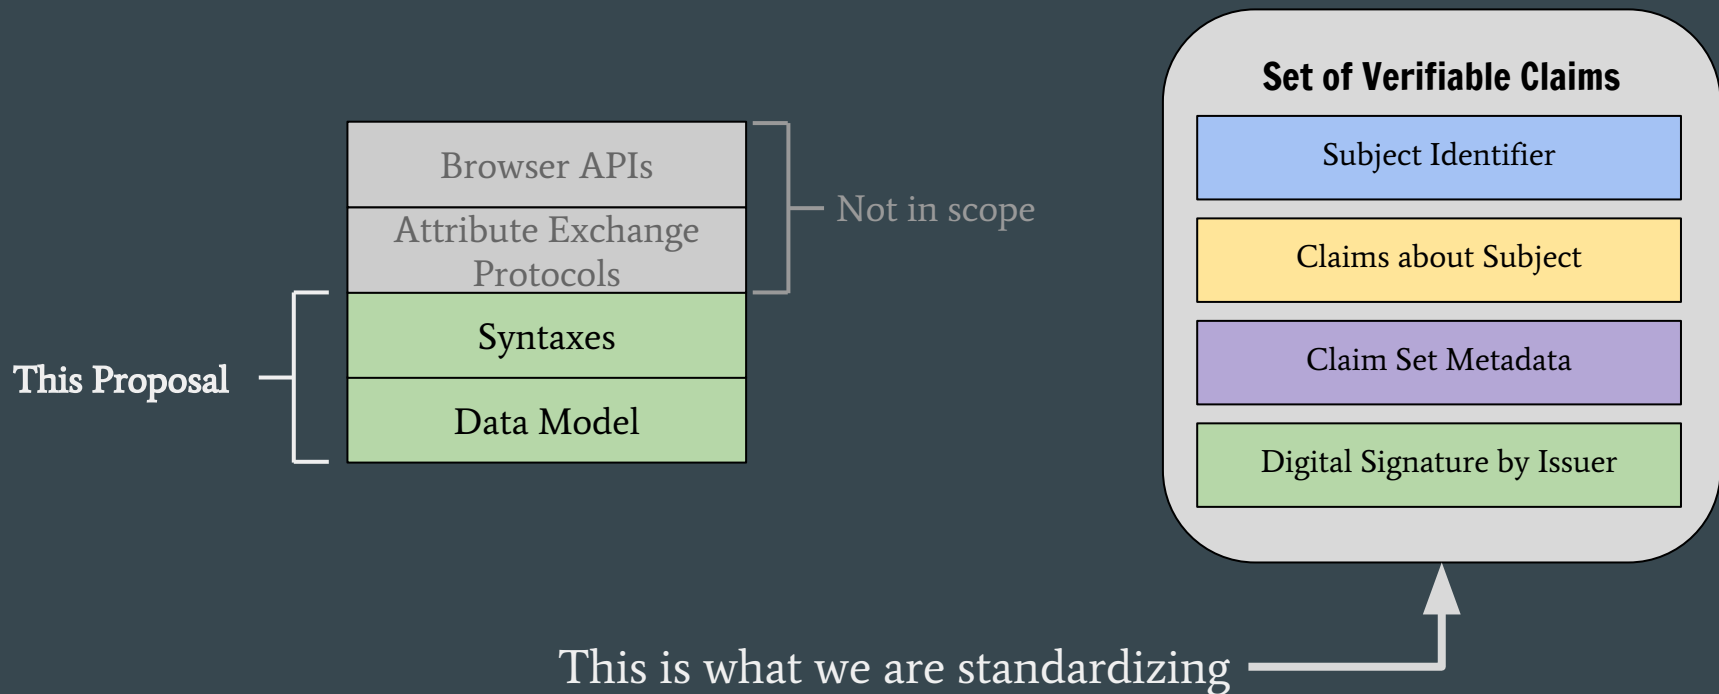 Set of Verifiable Claims
Subject Identifier
Claims about Subject
Claim Set Metadata
Digital Signature by Issuer
Browser APIs
Attribute Exchange
Protocols
Syntaxes
Data Model
Not in scope
This Proposal
This is what we are standardizing